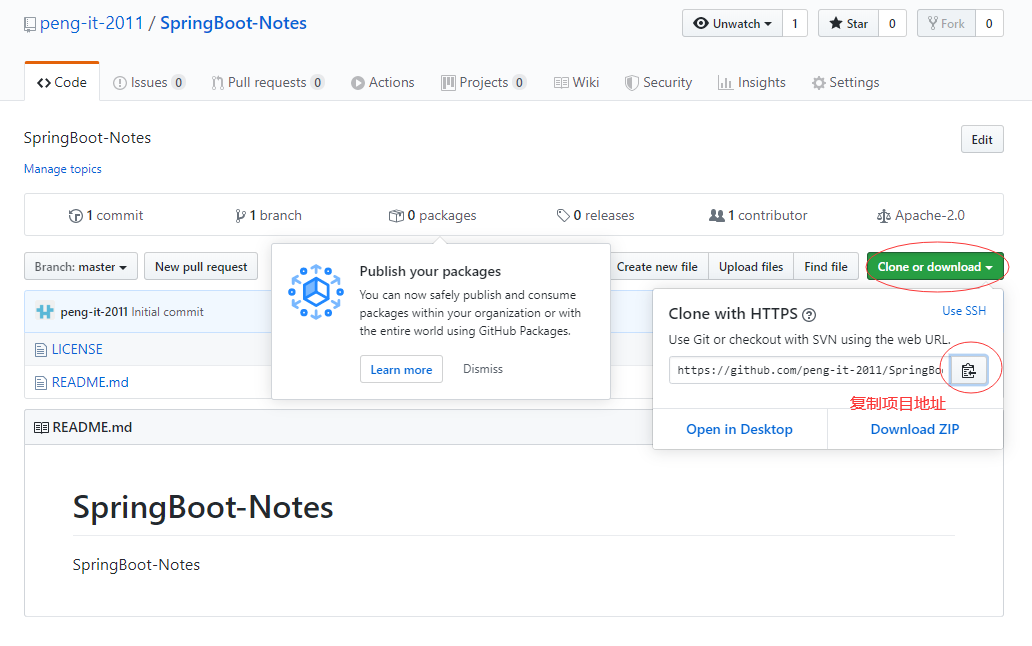 peng-it-2011 / SpringBoot-Notes
Unwatch 1 Star 0 Fork 0
Code Issues 0 Pull requests 0 Actions Projects 0 Wiki Security Insights Settings
SpringBoot-Notes
Edit
Manage topics
1 commit 1 branch 0 packages 0 releases 1 contributor Apache-2.0
Branch: master New pull request Create new file Upload files Find file Clone or download
Publish your packages
You can now safely publish and consume
packages within your organization or with
the entire world using GitHub Packages.
Learn more Dismiss
Clone with HTTPS ? Use SSH
Use Git or checkout with SVN using the web URL.
https://github.com/peng-it-2011/SpringBo
复制项目地址
Open in Desktop Download ZIP
peng-it-2011 Initial commit
LICENSE
README.md
README.md
SpringBoot-Notes
SpringBoot-Notes